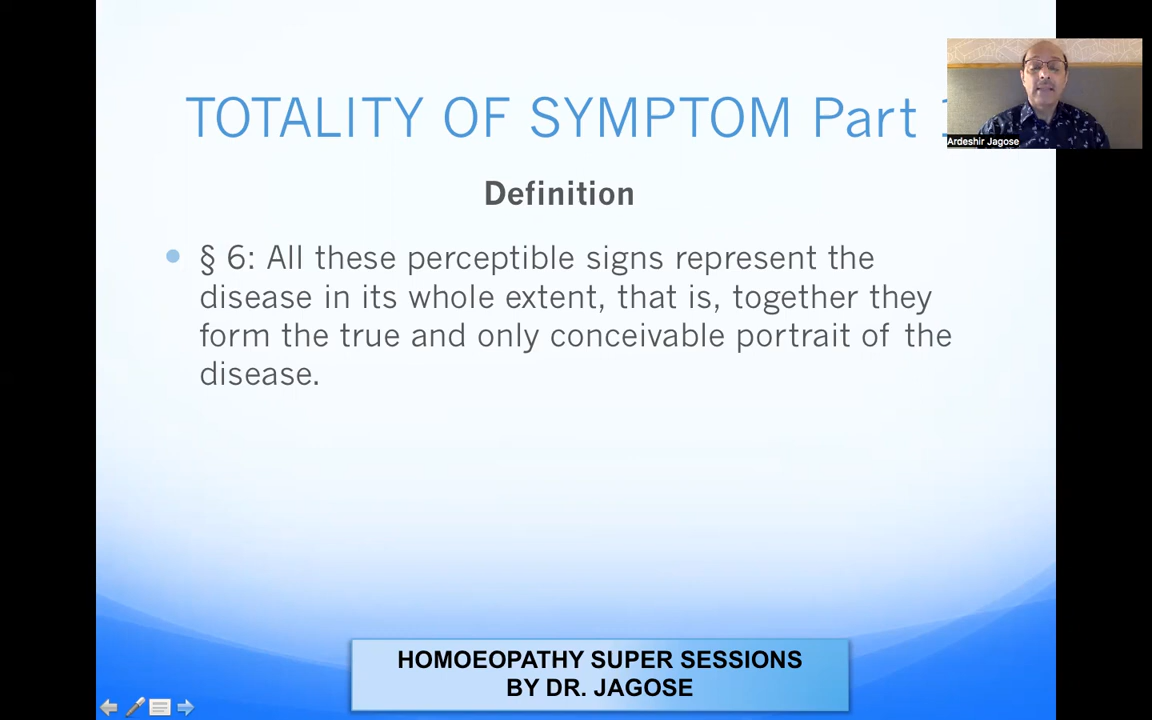 TOTALITY OF SYMPTOM Part
Ardeshir Jagose
Definition
• § 6: All these perceptible signs represent the
disease in its whole extent, that is, together they
form the true and only conceivable portrait of the
disease.
HOMOEOPATHY SUPER SESSIONS
BY DR. JAGOSE